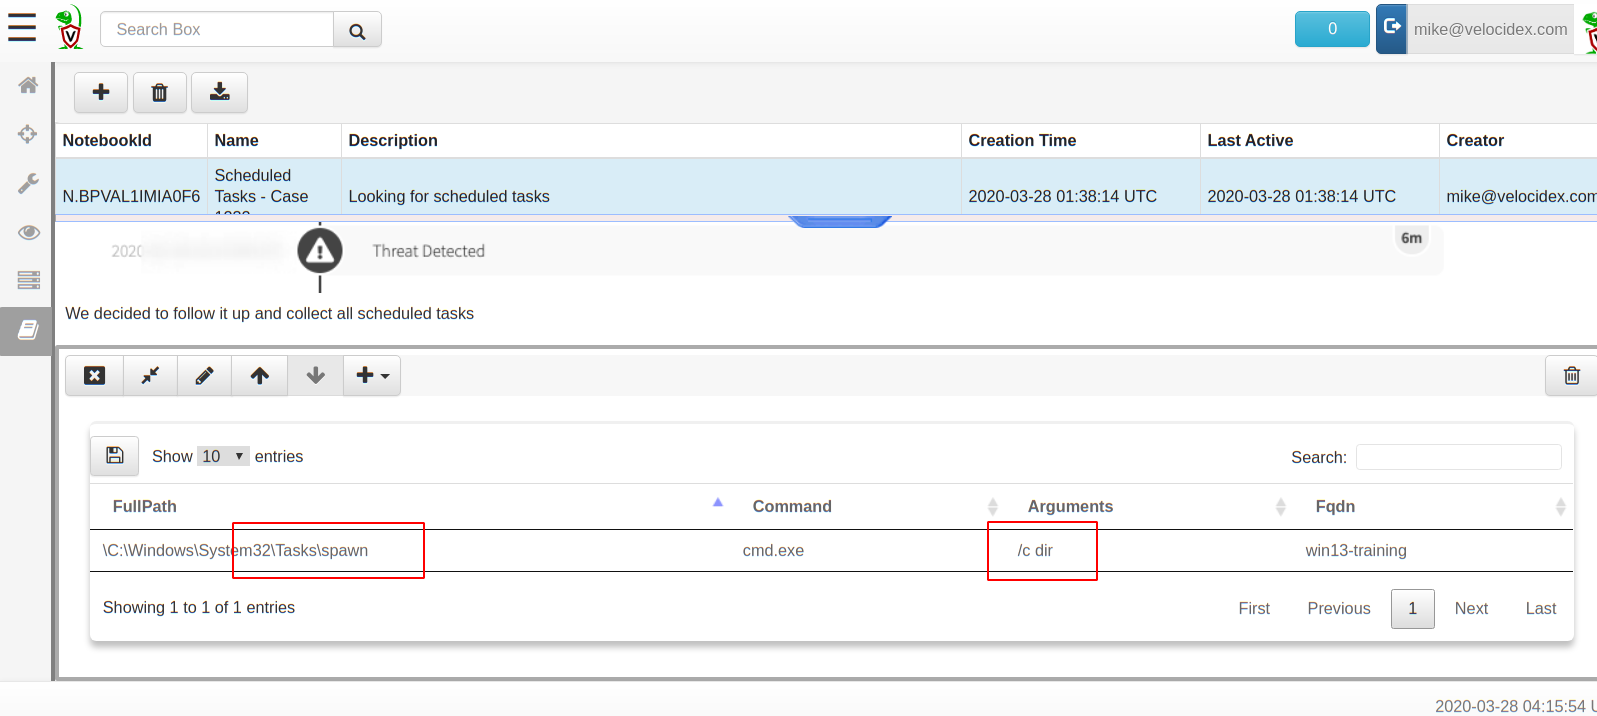 Search Box
0
mike@velocidex.com
NotebookId Name Description Creation Time Last Active Creator
Scheduled
N.BPVAL1IMIA0F6 Tasks - Case Looking for scheduled tasks 2020-03-28 01:38:14 UTC 2020-03-28 01:38:14 UTC mike@velocidex.com
2020 Threat Detected 6m
We decided to follow it up and collect all scheduled tasks
Show 10 entries Search:
FullPath Command Arguments Fqdn
\C:\Windows\System32\Tasks\spawn cmd.exe /c dir win13-training
Showing 1 to 1 of 1 entries First Previous 1 Next Last
2020-03-28 04:15:54 U